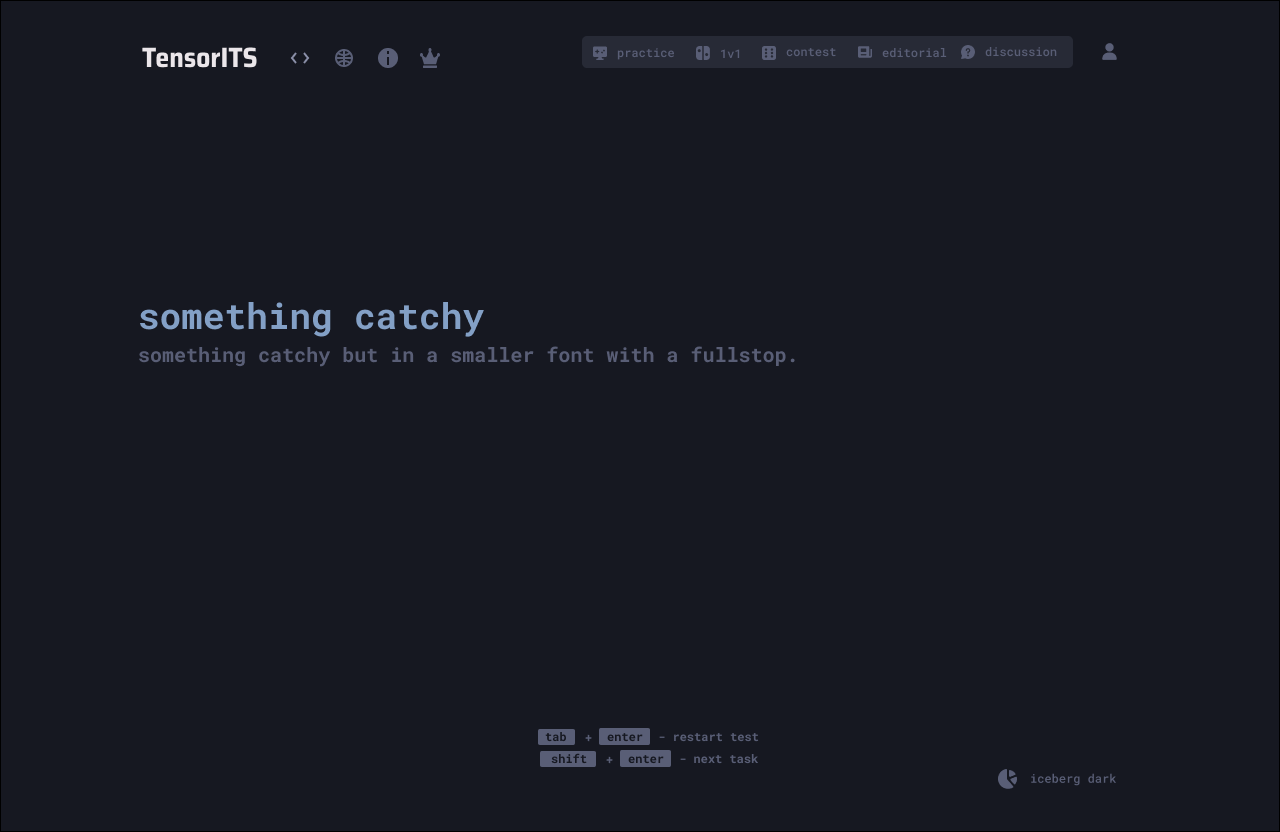 TensorITS
practice 1v1 contest editorial discussion
something catchy
something catchy but in a smaller font with a fullstop.
tab + enter - restart test
shift + enter - next task
iceberg dark